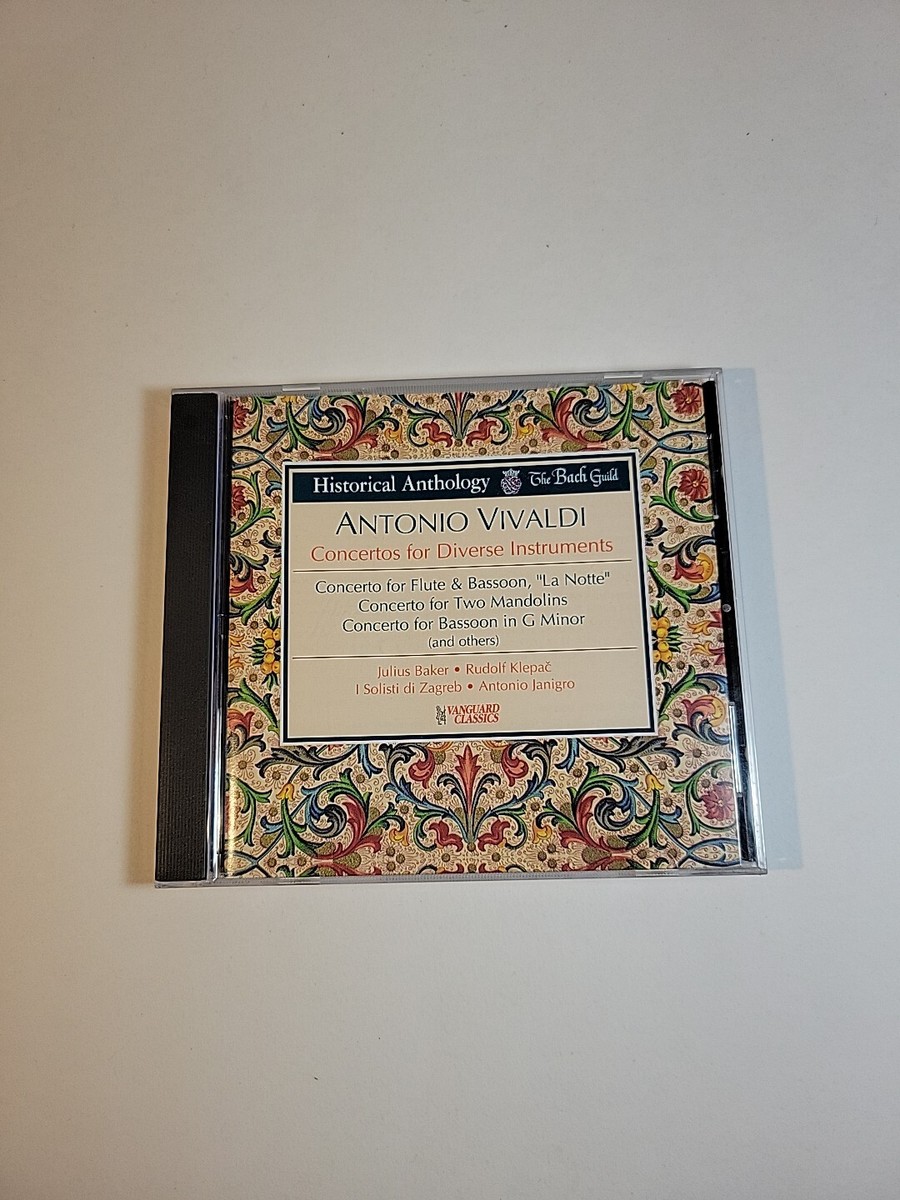 Historical Anthology The Bach Guild
ANTONIO VIVALDI
Concertos for Diverse Instruments
Concerto for Flute & Bassoon, "La Notte"
Concerto for Two Mandolins
Concerto for Bassoon in G Minor
(and others)
Julius Baker • Rudolf Klepač
I Solisti di Zagreb • Antonio Janigro
VANGUARD
CLASSICS